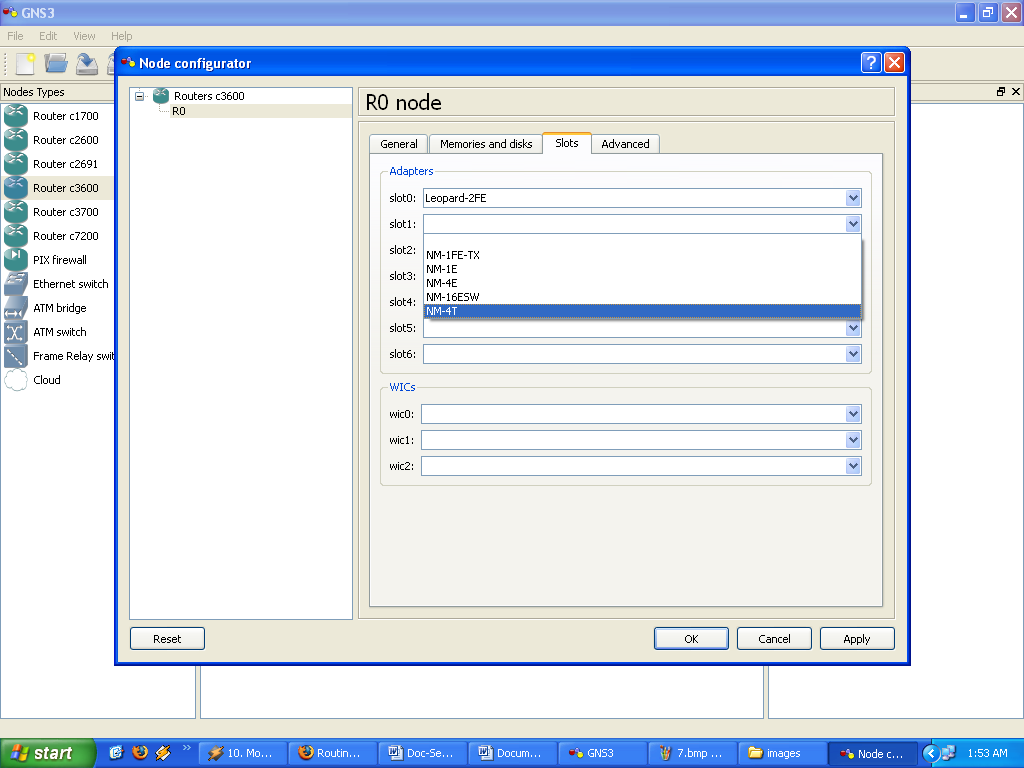 GNS3
File Edit View Help
Node configurator
Nodes Types
Router c1700
Router c2600
Router c2691
Router c3600
Router c3700
Router c7200
PIX firewall
Ethernet switch
ATM bridge
ATM switch
Frame Relay swit
Cloud
Routers c3600
R0
R0 node
General Memories and disks Slots Advanced
Adapters
slot0: Leopard-2FE
slot1:
slot2:
slot3:
slot4:
slot5:
slot6:
NM-1FE-TX
NM-1E
NM-4E
NM-16ESW
NM-4T
WICs
wic0:
wic1:
wic2:
Reset OK Cancel Apply
start 10. Mo... Routin... Doc-Se... Docum... GNS3 7.bmp ... images Node c... 1:53 AM